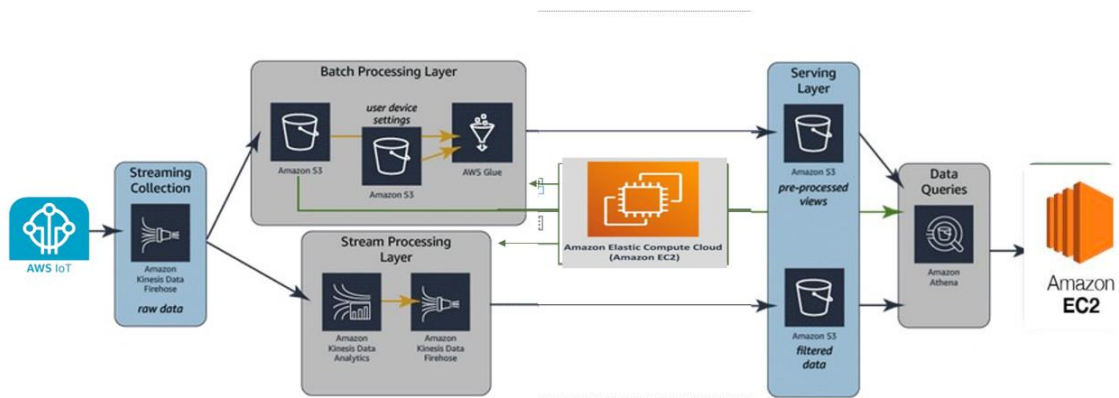 Batch Processing Layer
user device
settings
Amazon S3
Amazon S3
AWS Glue
Streaming
Collection
Amazon
Kinesis Data
Firehose
raw data
AWS IoT
Stream Processing
Layer
Amazon
Kinesis Data
Analytics
Amazon
Kinesis Data
Firehose
Amazon Elastic Compute Cloud
(Amazon EC2)
Serving
Layer
Amazon S3
pre-processed
views
Amazon S3
filtered
data
Data
Queries
Amazon
Athena
Amazon
EC2